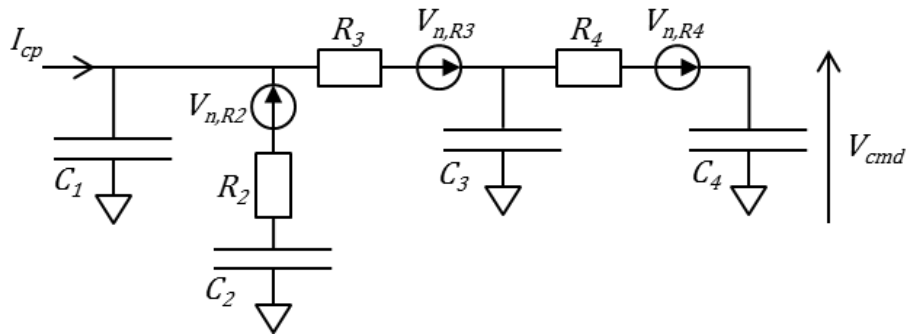 I_cp
R_3
V_n,R3
R_4
V_n,R4
V_n,R2
C_1
R_2
C_3
C_4
V_cmd
C_2